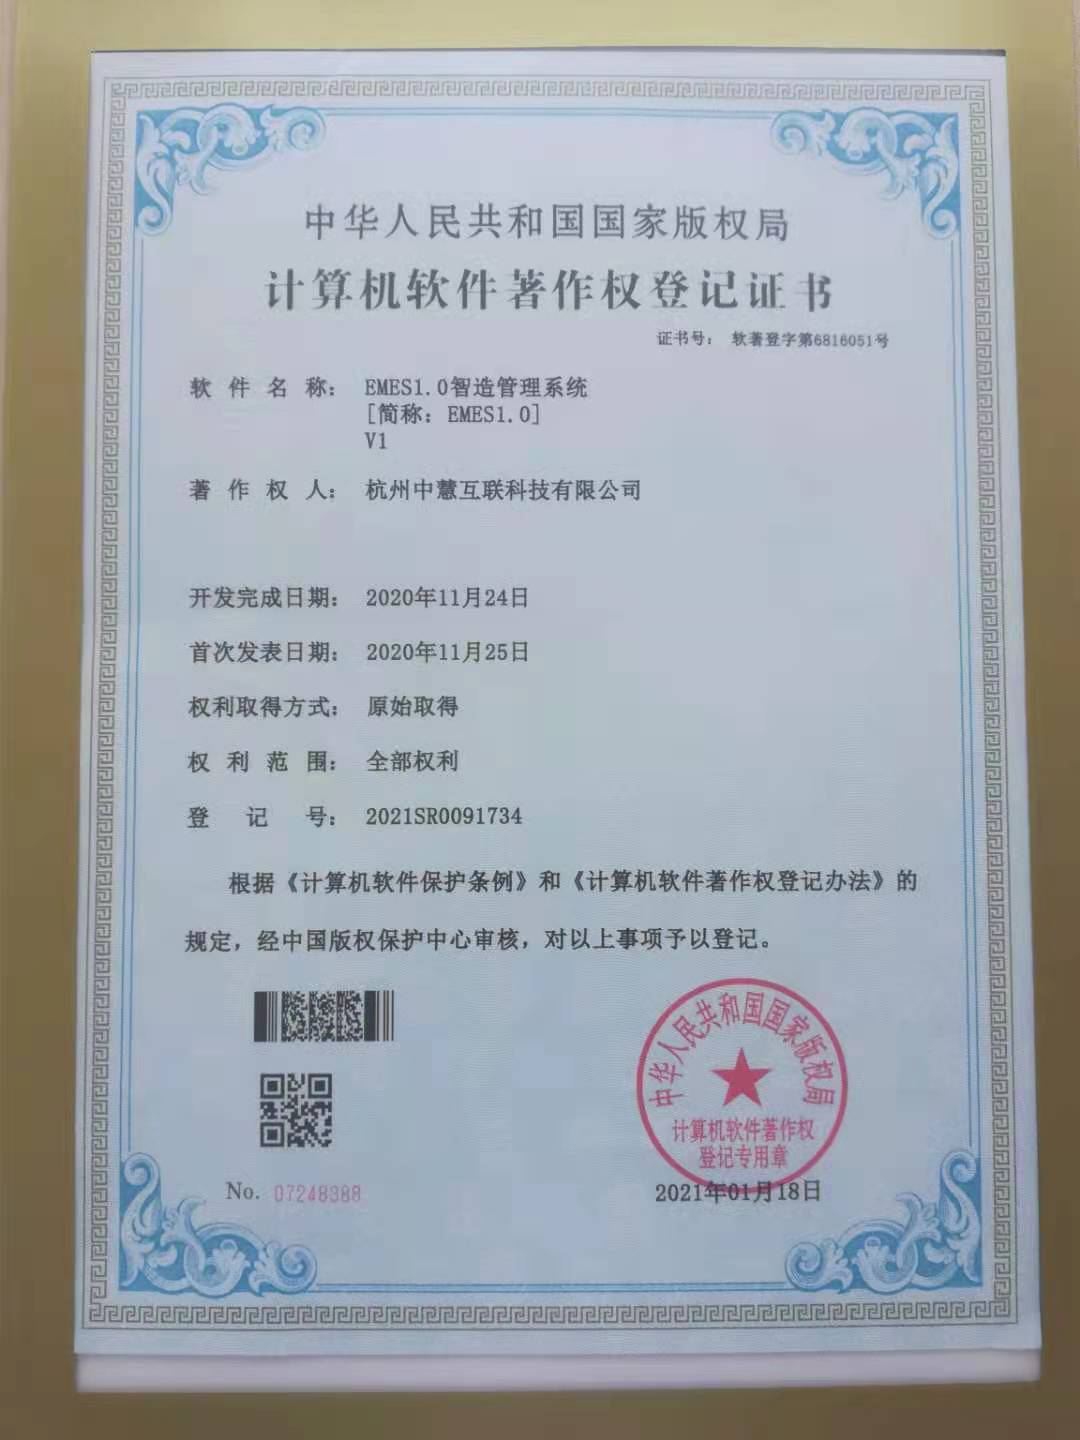 中华人民共和国国家版权局
计算机软件著作权登记证书
证书号： 软著登字第6816051号
软件名称： EMES1.0智造管理系统
[简称：EMES1.0]
V1
著作权人： 杭州中慧互联科技有限公司
开发完成日期： 2020年11月24日
首次发表日期： 2020年11月25日
权利取得方式： 原始取得
权利范围： 全部权利
登记号： 2021SR0091734
根据《计算机软件保护条例》和《计算机软件著作权登记办法》的
规定，经中国版权保护中心审核，对以上事项予以登记。
中华人民共和国国家版权局
计算机软件著作权
登记专用章
No. 07248388
2021年01月18日